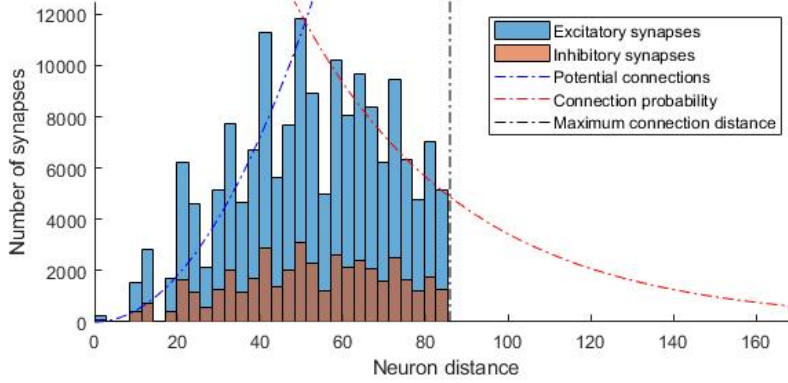 12000
10000
8000
6000
4000
2000
0
Number of synapses
0 20 40 60 80 100 120 140 160
Neuron distance
Excitatory synapses
Inhibitory synapses
Potential connections
Connection probability
Maximum connection distance